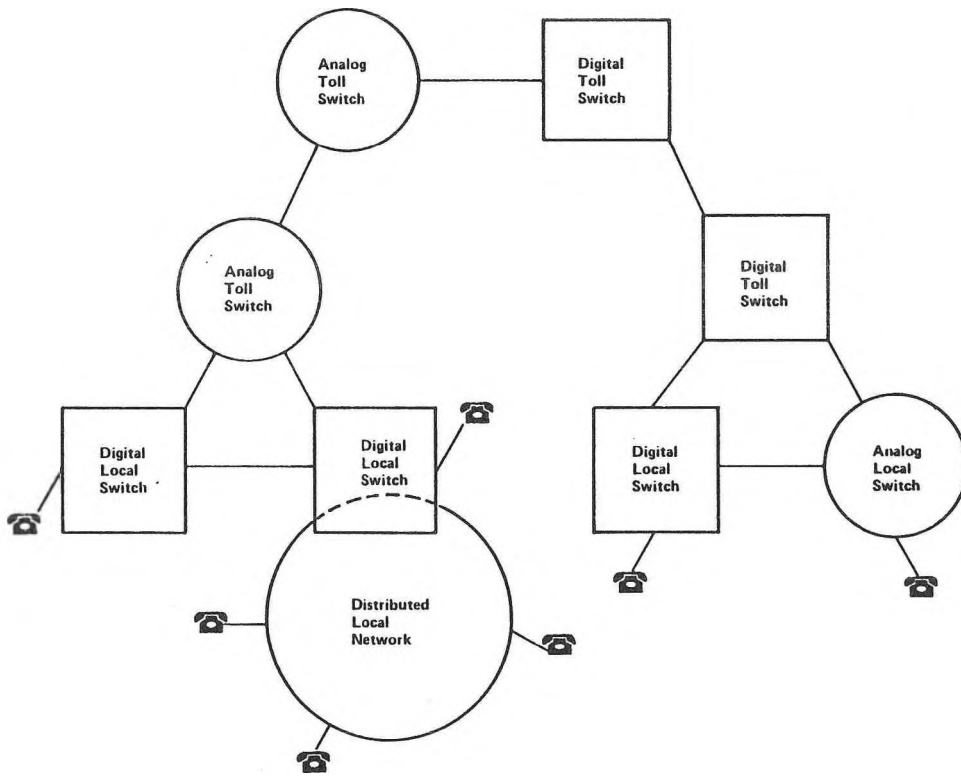 Analog
Toll
Switch
Digital
Toll
Switch
Analog
Toll
Switch
Digital
Toll
Switch
Digital
Local
Switch
Digital
Local
Switch
Digital
Local
Switch
Analog
Local
Switch
Distributed
Local
Network